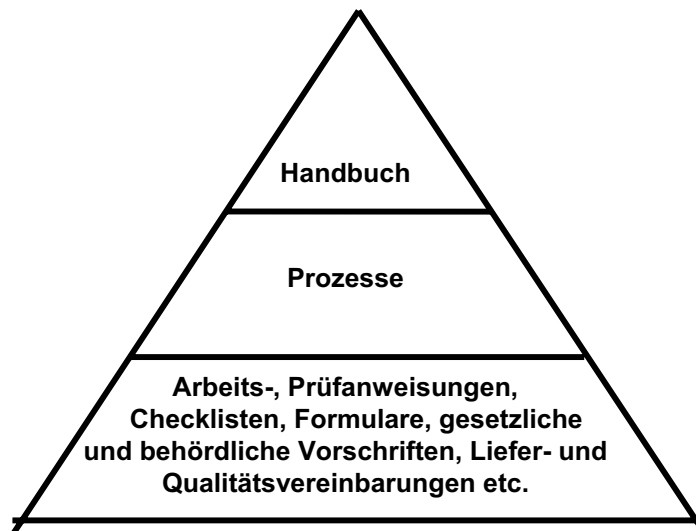 Handbuch
Prozesse
Arbeits-, Prüfanweisungen,
Checklisten, Formulare, gesetzliche
und behördliche Vorschriften, Liefer- und
Qualitätsvereinbarungen etc.